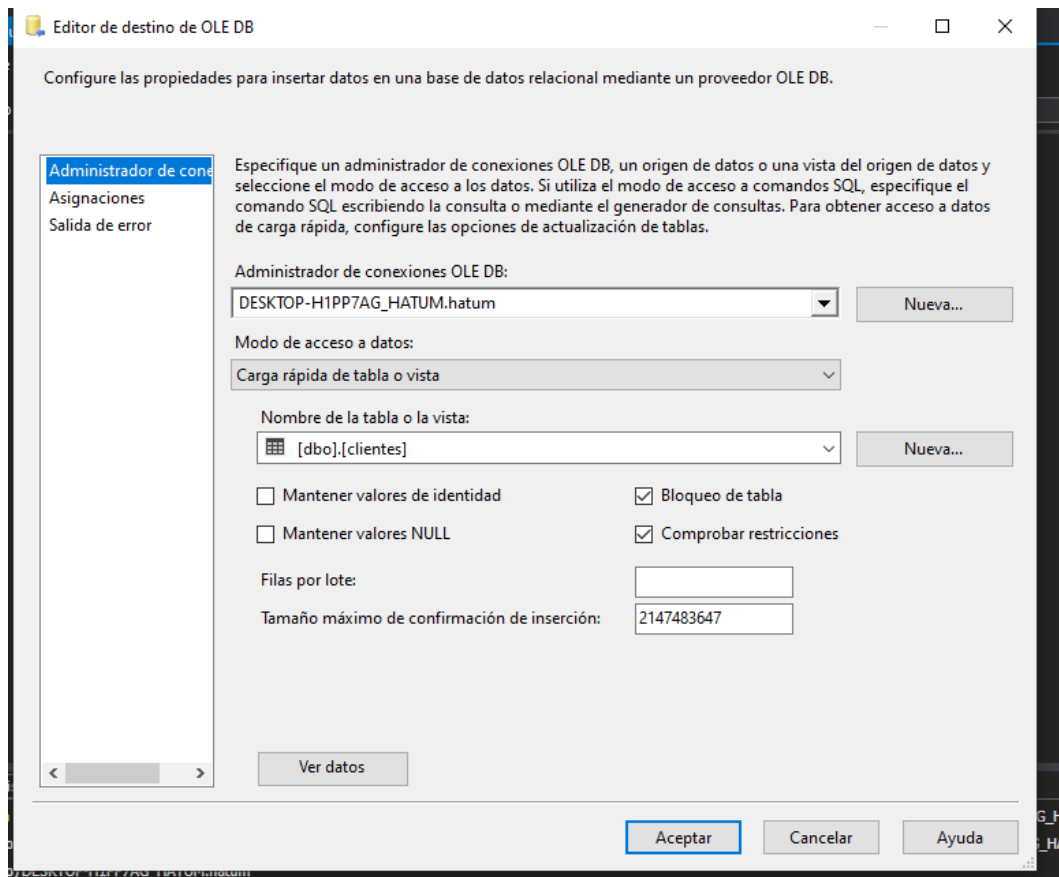 Editor de destino de OLE DB
Configure las propiedades para insertar datos en una base de datos relacional mediante un proveedor OLE DB.
Administrador de cone
Asignaciones
Salida de error
Especifique un administrador de conexiones OLE DB, un origen de datos o una vista del origen de datos y
seleccione el modo de acceso a los datos. Si utiliza el modo de acceso a comandos SQL, especifique el
comando SQL escribiendo la consulta o mediante el generador de consultas. Para obtener acceso a datos
de carga rápida, configure las opciones de actualización de tablas.
Administrador de conexiones OLE DB:
DESKTOP-H1PP7AG_HATUM.hatum
Nueva...
Modo de acceso a datos:
Carga rápida de tabla o vista
Nombre de la tabla o la vista:
[dbo].[clientes]
Nueva...
Mantener valores de identidad
Bloqueo de tabla
Mantener valores NULL
Comprobar restricciones
Filas por lote:
Tamaño máximo de confirmación de inserción:
2147483647
Ver datos
Aceptar
Cancelar
Ayuda